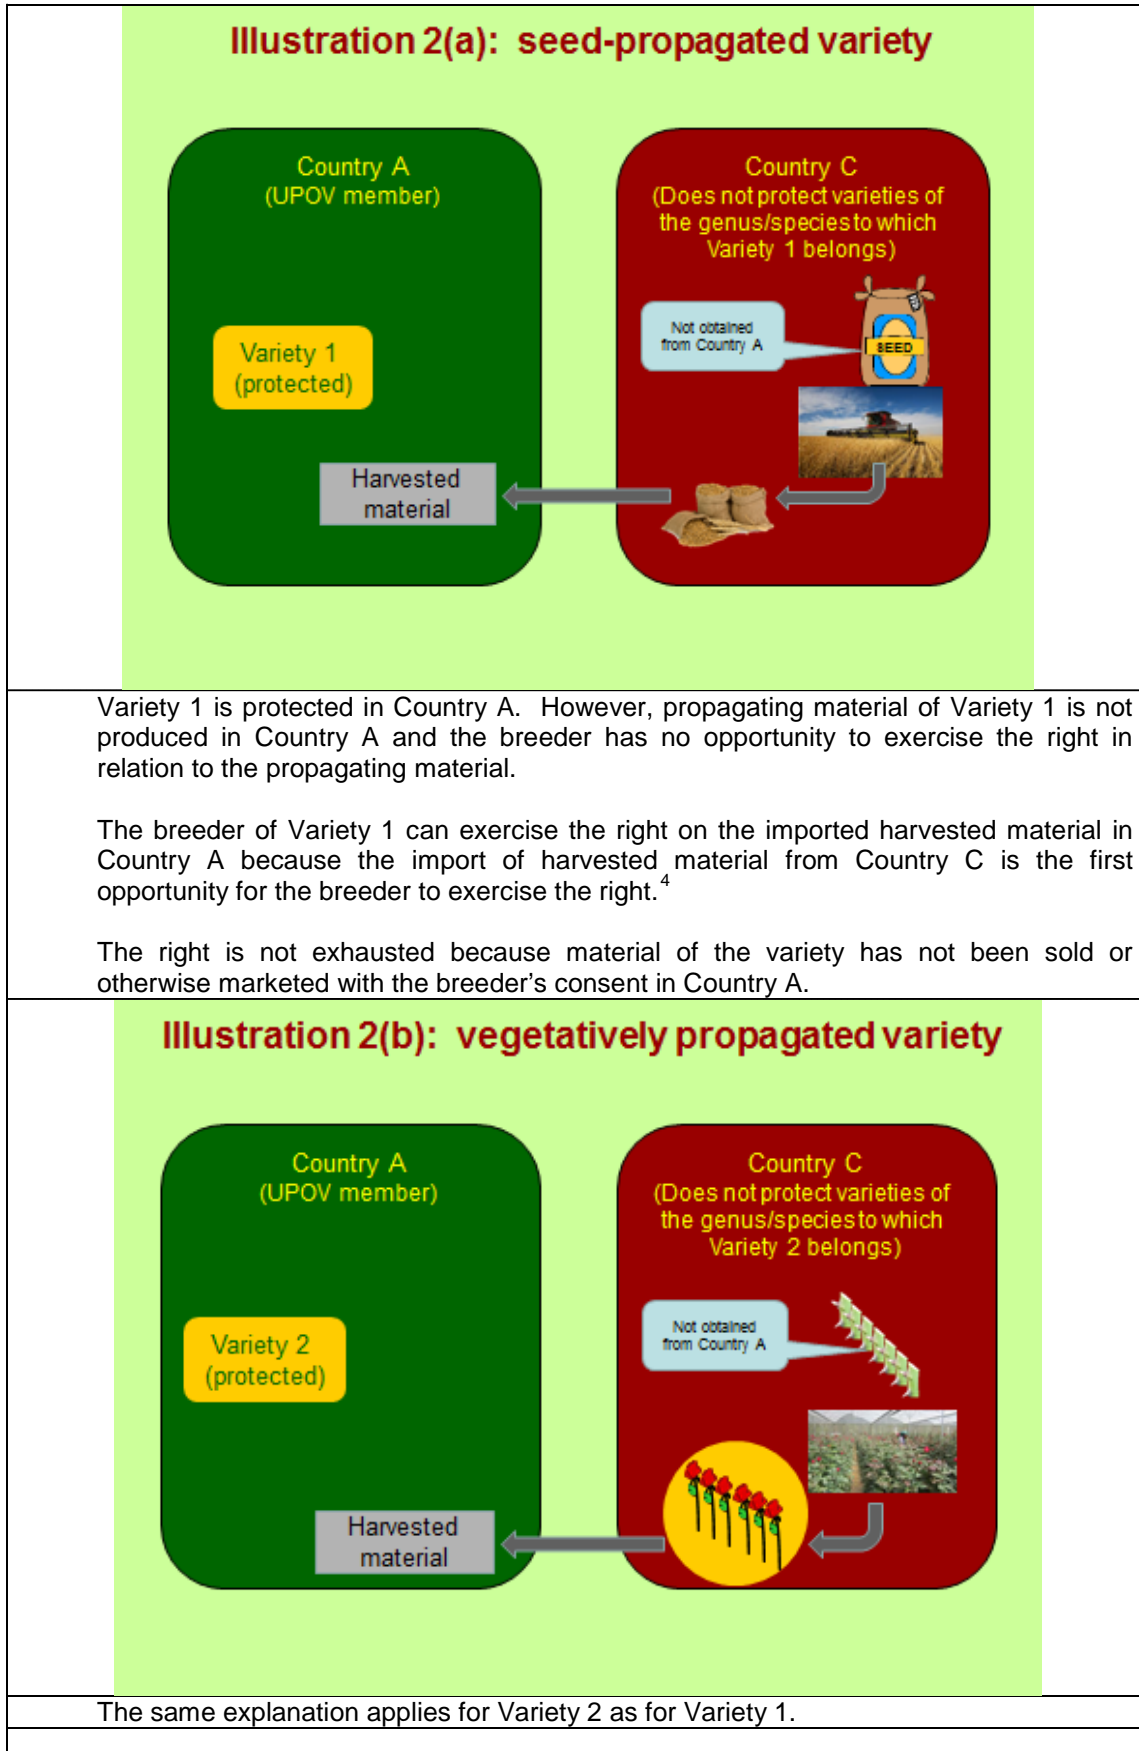 Illustration 2(a): seed-propagated variety
Country A
(UPOV member)
Variety 1
(protected)
Harvested
material
Country C
(Does not protect varieties of
the genus/species to which
Variety 1 belongs)
Not obtained
from Country A
SEED
Variety 1 is protected in Country A. However, propagating material of Variety 1 is not
produced in Country A and the breeder has no opportunity to exercise the right in
relation to the propagating material.
The breeder of Variety 1 can exercise the right on the imported harvested material in
Country A because the import of harvested material from Country C is the first
opportunity for the breeder to exercise the right.4
The right is not exhausted because material of the variety has not been sold or
otherwise marketed with the breeder’s consent in Country A.
Illustration 2(b): vegetatively propagated variety
Country A
(UPOV member)
Variety 2
(protected)
Harvested
material
Country C
(Does not protect varieties of
the genus/species to which
Variety 2 belongs)
Not obtained
from Country A
The same explanation applies for Variety 2 as for Variety 1.